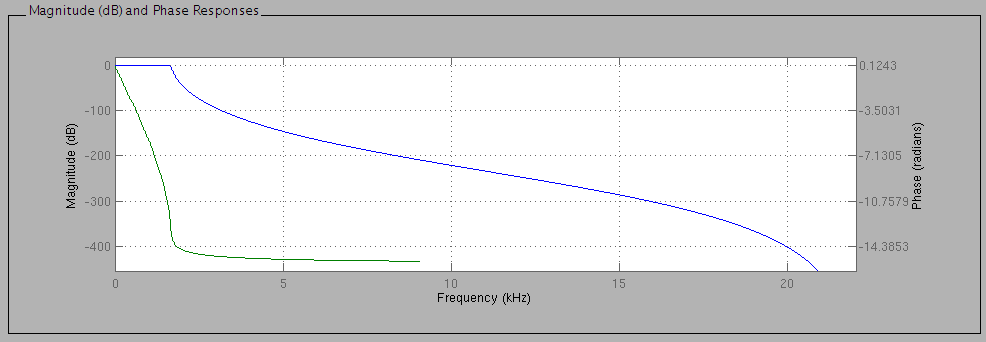 Magnitude (dB) and Phase Responses
0
-100
-200
-300
-400
Magnitude (dB)
0.1243
-3.5031
-7.1305
-10.7579
-14.3853
Phase (radians)
0 5 10 15 20
Frequency (kHz)